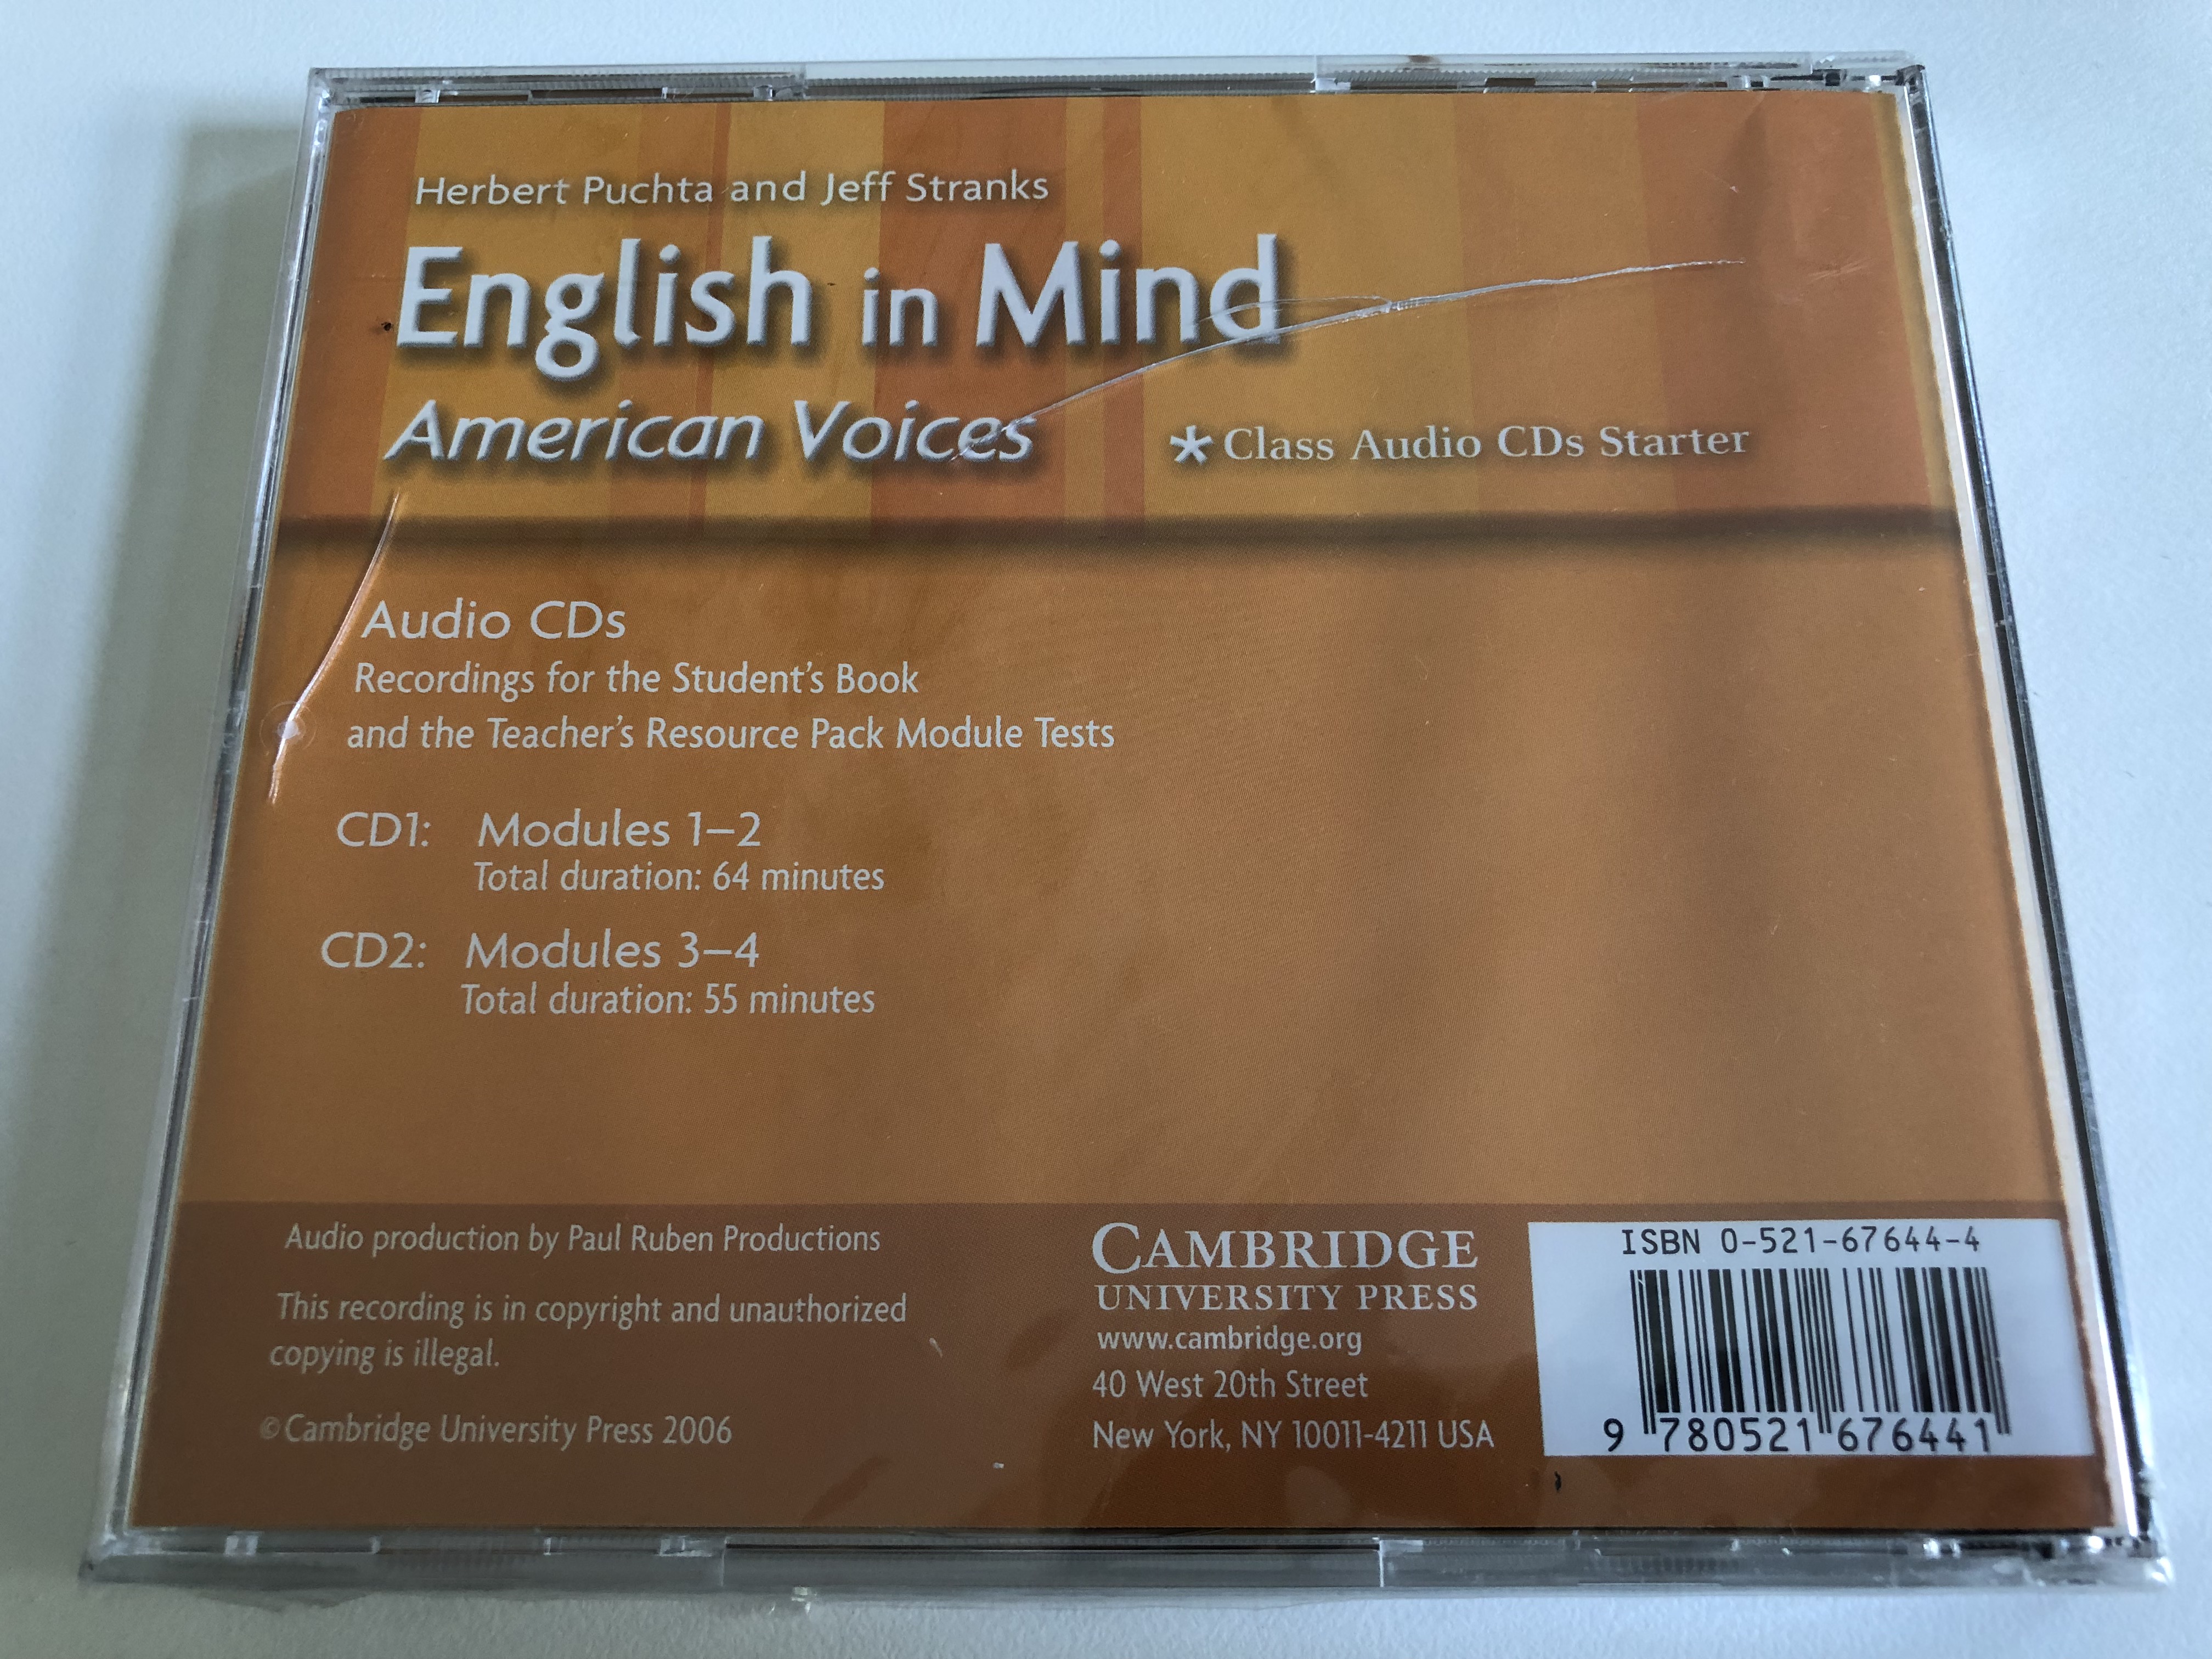 Herbert Puchta and Jeff Stranks
English in Mind
American Voices
*Class Audio CDs Starter
Audio CDs
Recordings for the Student's Book
and the Teacher's Resource Pack Module Tests
CD1: Modules 1–2
Total duration: 64 minutes
CD2: Modules 3–4
Total duration: 55 minutes
Audio production by Paul Ruben Productions
This recording is in copyright and unauthorized
copying is illegal.
© Cambridge University Press 2006
CAMBRIDGE
UNIVERSITY PRESS
www.cambridge.org
40 West 20th Street
New York, NY 10011-4211 USA
ISBN 0-521-67644-4
9 780521 676441